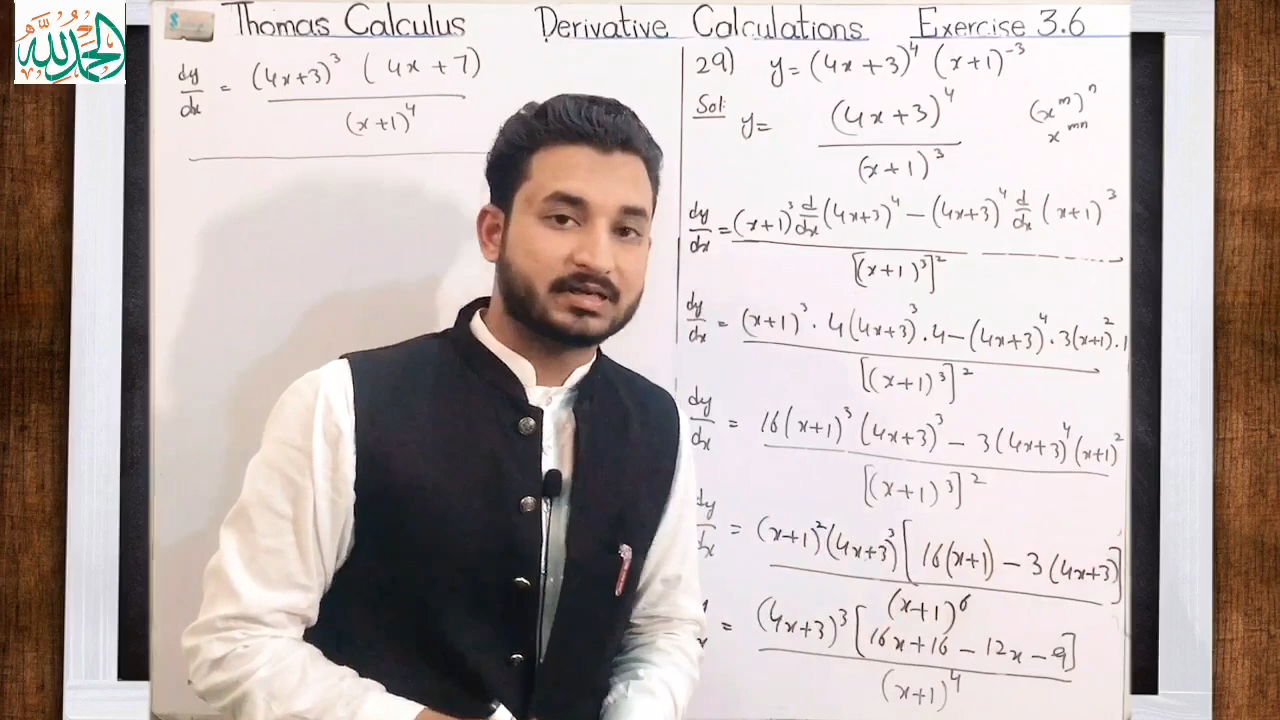 الحمد لله
Thomas Calculus Derivative Calculations Exercise 3.6
29) y = (4x+3)^4 (x+1)^-3
Sol: y = (4x+3)^4 / (x+1)^3
(x^m)^n
x^mn
dy/dx = (x+1)^3 d/dx (4x+3)^4 − (4x+3)^4 d/dx (x+1)^3 / [(x+1)^3]^2
dy/dx = (x+1)^3 · 4(4x+3)^3 · 4 − (4x+3)^4 · 3(x+1)^2 · 1 / [(x+1)^3]^2
dy/dx = 16(x+1)^3 (4x+3)^3 − 3(4x+3)^4 (x+1)^2 / [(x+1)^3]^2
dy/dx = (x+1)^2 (4x+3)^3 [16(x+1) − 3(4x+3)] / (x+1)^6
= (4x+3)^3 [16x+16 − 12x − 9] / (x+1)^4
dy/dx = (4x+3)^3 (4x+7) / (x+1)^4